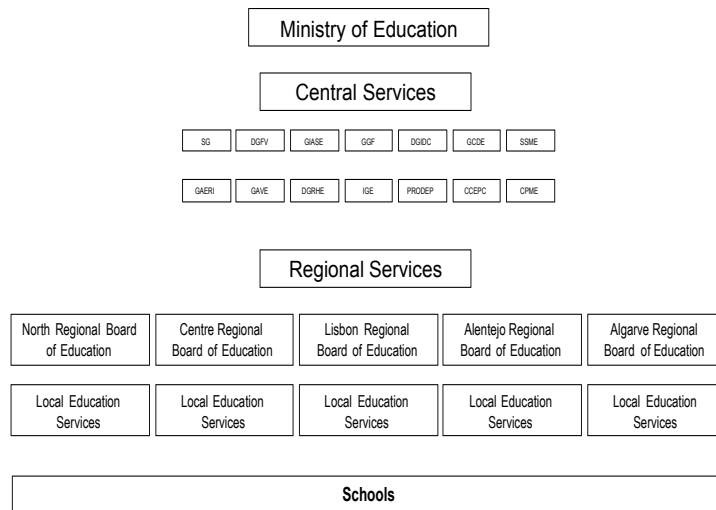 Ministry of Education
Central Services
SG DGFV GIASE GGF DGIDC GCDE SSME
GAERI GAVE DGRHE IGE PRODEP CCEPC CPME
Regional Services
North Regional Board
of Education
Centre Regional
Board of Education
Lisbon Regional
Board of Education
Alentejo Regional
Board of Education
Algarve Regional
Board of Education
Local Education
Services
Local Education
Services
Local Education
Services
Local Education
Services
Local Education
Services
Schools